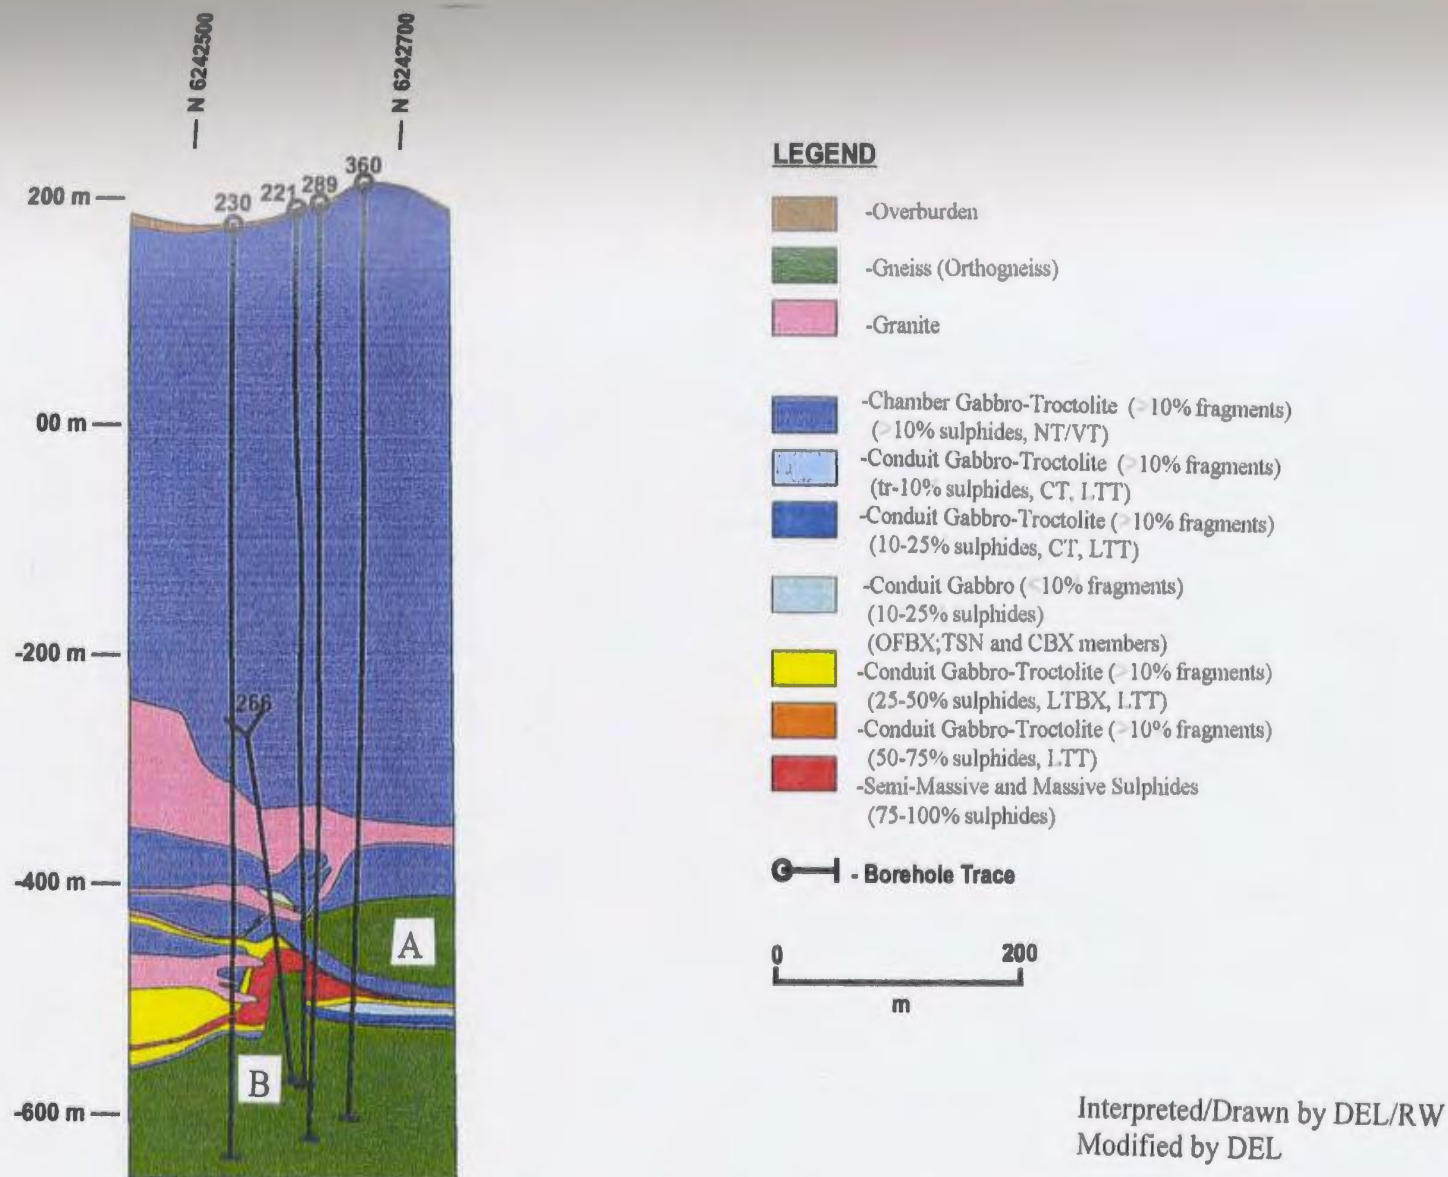 N 6242500
N 6242700
200 m
00 m
-200 m
-400 m
-600 m
230
221
289
360
266
A
B
LEGEND
-Overburden
-Gneiss (Orthogneiss)
-Granite
-Chamber Gabbro-Troctolite (>10% fragments)
(>10% sulphides, NT/VT)
-Conduit Gabbro-Troctolite (>10% fragments)
(tr-10% sulphides, CT, LTT)
-Conduit Gabbro-Troctolite (>10% fragments)
(10-25% sulphides, CT, LTT)
-Conduit Gabbro (<10% fragments)
(10-25% sulphides)
(OFBX;TSN and CBX members)
-Conduit Gabbro-Troctolite (>10% fragments)
(25-50% sulphides, LTBX, LTT)
-Conduit Gabbro-Troctolite (>10% fragments)
(50-75% sulphides, LTT)
-Semi-Massive and Massive Sulphides
(75-100% sulphides)
- Borehole Trace
0 200
m
Interpreted/Drawn by DEL/RW
Modified by DEL